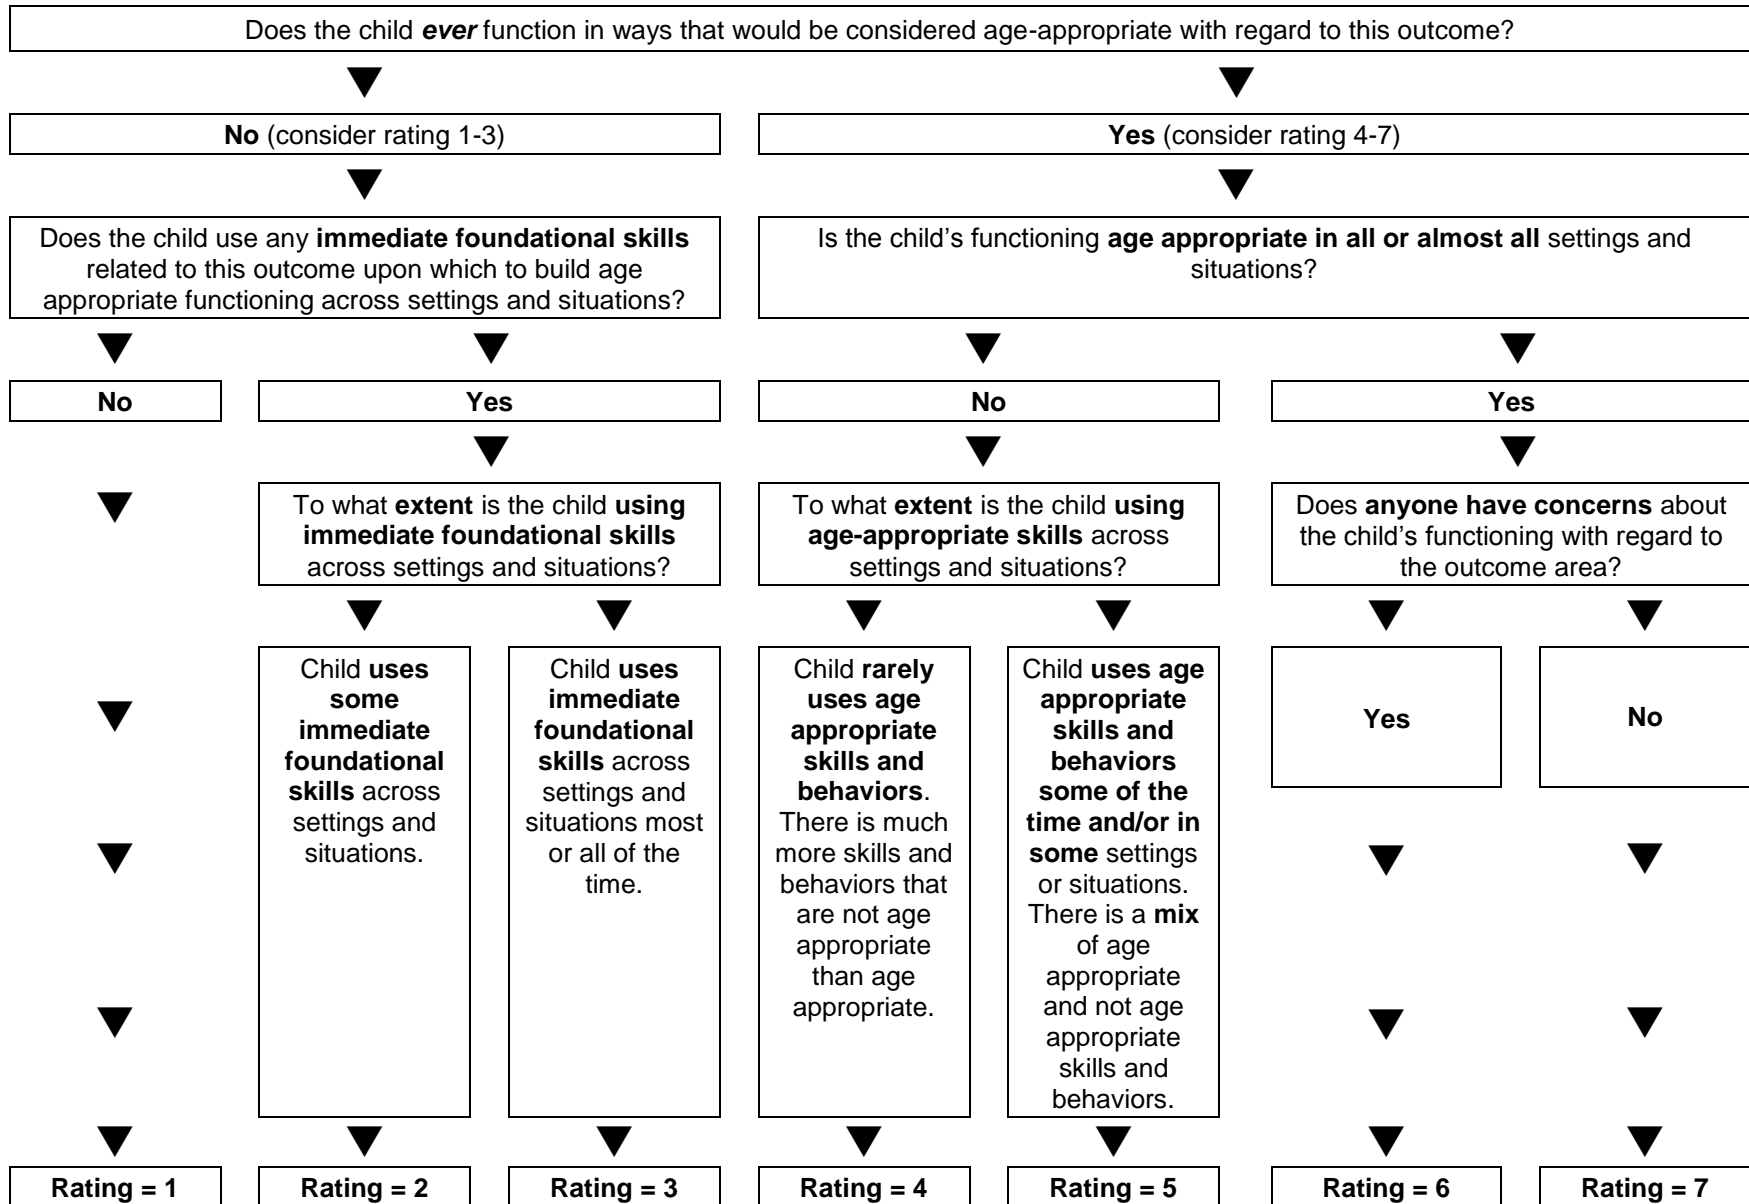 Does the child ever function in ways that would be considered age-appropriate with regard to this outcome?
No (consider rating 1-3)
Yes (consider rating 4-7)
Does the child use any immediate foundational skills
related to this outcome upon which to build age
appropriate functioning across settings and situations?
Is the child's functioning age appropriate in all or almost all settings and
situations?
No
Yes
No
Yes
To what extent is the child using
immediate foundational skills
across settings and situations?
To what extent is the child using
age-appropriate skills across
settings and situations?
Does anyone have concerns about
the child's functioning with regard to
the outcome area?
Child uses
some
immediate
foundational
skills across
settings and
situations.
Child uses
immediate
foundational
skills across
settings and
situations most
or all of the
time.
Child rarely
uses age
appropriate
skills and
behaviors.
There is much
more skills and
behaviors that
are not age
appropriate
than age
appropriate.
Child uses age
appropriate
skills and
behaviors
some of the
time and/or in
some settings
or situations.
There is a mix
of age
appropriate
and not age
appropriate
skills and
behaviors.
Yes
No
Rating = 1
Rating = 2
Rating = 3
Rating = 4
Rating = 5
Rating = 6
Rating = 7